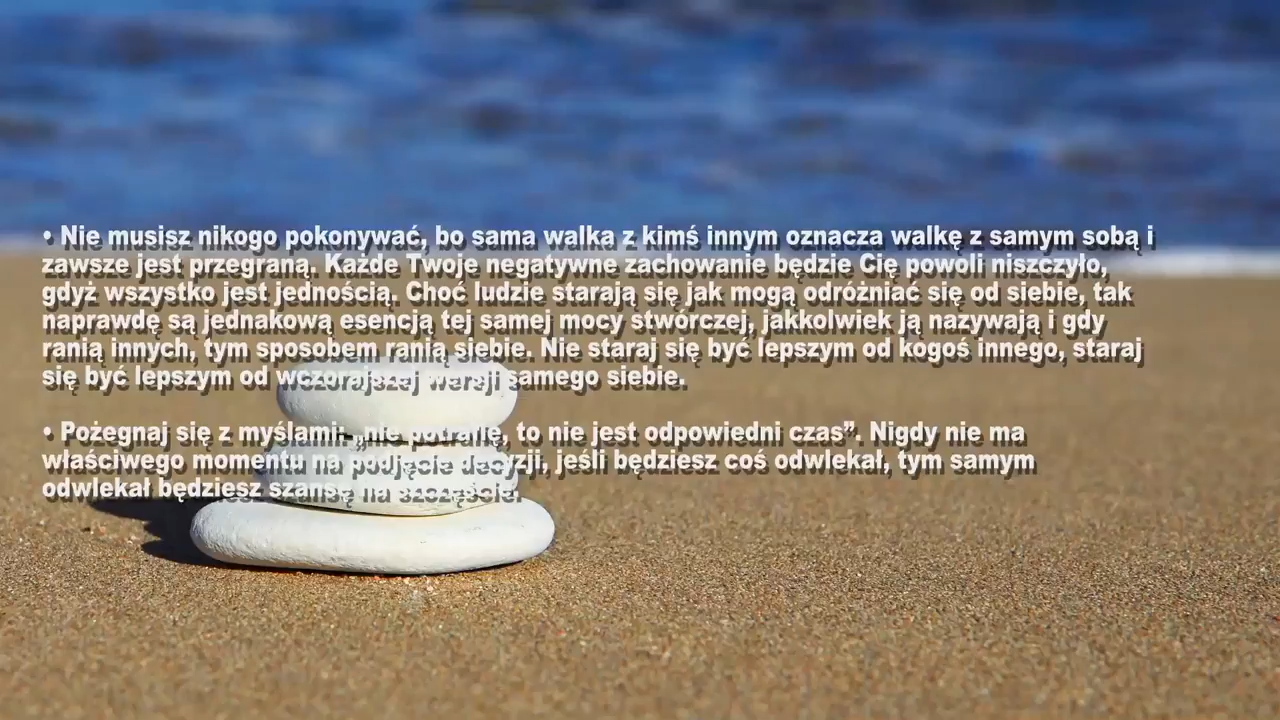 • Nie musisz nikogo pokonywać, bo sama walka z kimś innym oznacza walkę z samym sobą i
zawsze jest przegraną. Każde Twoje negatywne zachowanie będzie Cię powoli niszczyło,
gdyż wszystko jest jednością. Choć ludzie starają się jak mogą odróżniać się od siebie, tak
naprawdę są jednakową esencją tej samej mocy stwórczej, jakkolwiek ją nazywają i gdy
ranią innych, tym sposobem ranią siebie. Nie staraj się być lepszym od kogoś innego, staraj
się być lepszym od wczorajszej wersji samego siebie.
• Pożegnaj się z myślami: „nie potrafię, to nie jest odpowiedni czas”. Nigdy nie ma
właściwego momentu na podjęcie decyzji, jeśli będziesz coś odwlekał, tym samym
odwlekał będziesz szansę na szczęście.